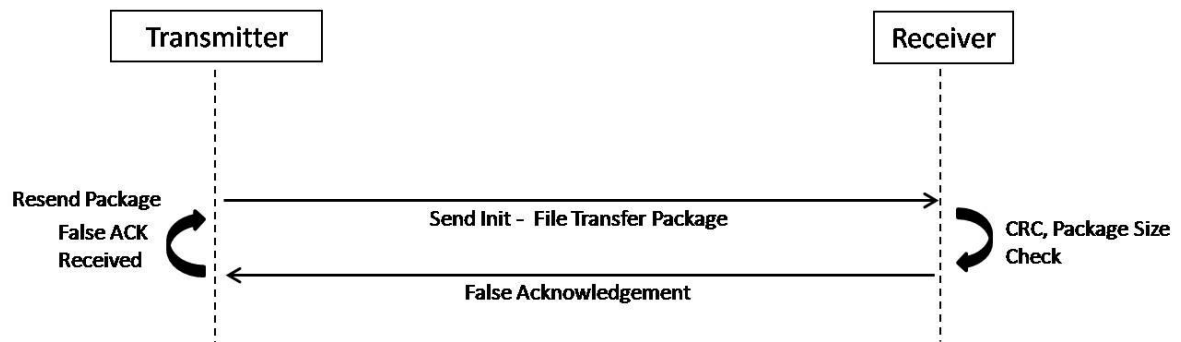 Transmitter
Receiver
Resend Package
Send Init - File Transfer Package
False ACK
Received
CRC, Package Size
Check
False Acknowledgement